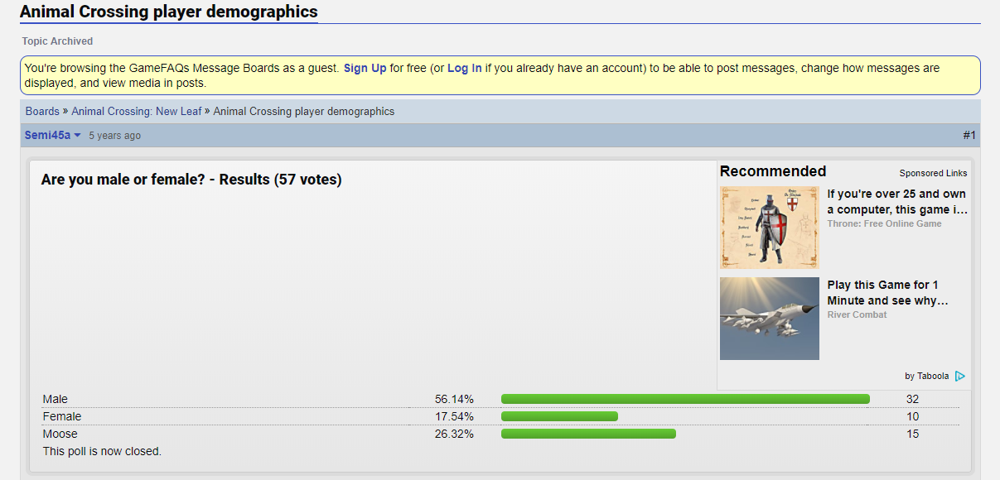 Animal Crossing player demographics
Topic Archived
You're browsing the GameFAQs Message Boards as a guest. Sign Up for free (or Log In if you already have an account) to be able to post messages, change how messages are
displayed, and view media in posts.
Boards » Animal Crossing: New Leaf » Animal Crossing player demographics
Semi45a 5 years ago #1
Are you male or female? - Results (57 votes)
Recommended Sponsored Links
If you're over 25 and own
a computer, this game i...
Throne: Free Online Game
Play this Game for 1
Minute and see why...
River Combat
by Taboola
Male 56.14% 32
Female 17.54% 10
Moose 26.32% 15
This poll is now closed.